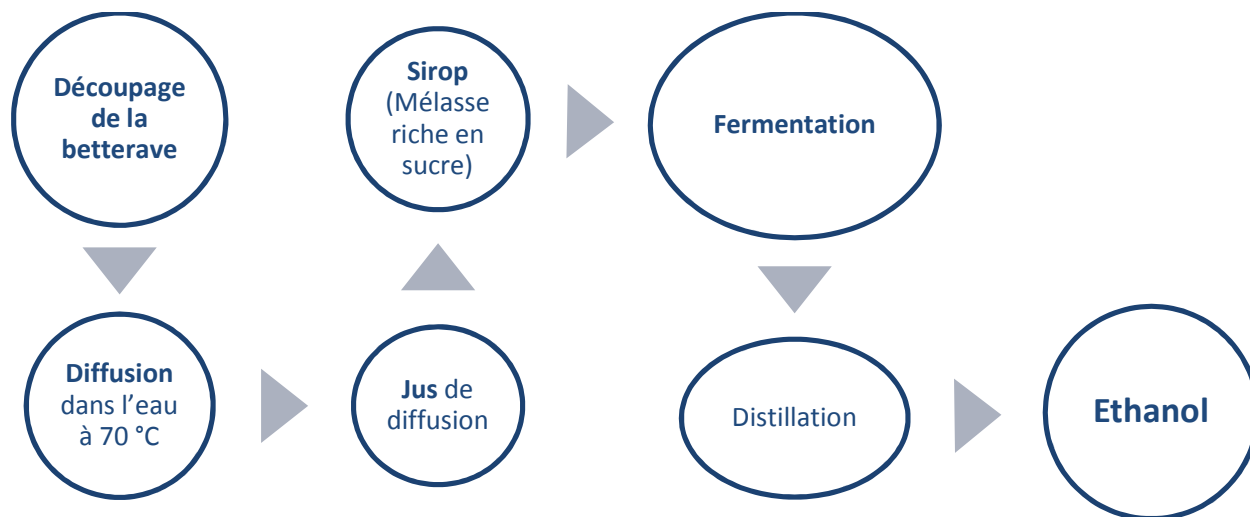 Découpage
de la
betterave
Diffusion
dans l’eau
à 70 °C
Jus de
diffusion
Sirop
(Mélasse
riche en
sucre)
Fermentation
Distillation
Ethanol